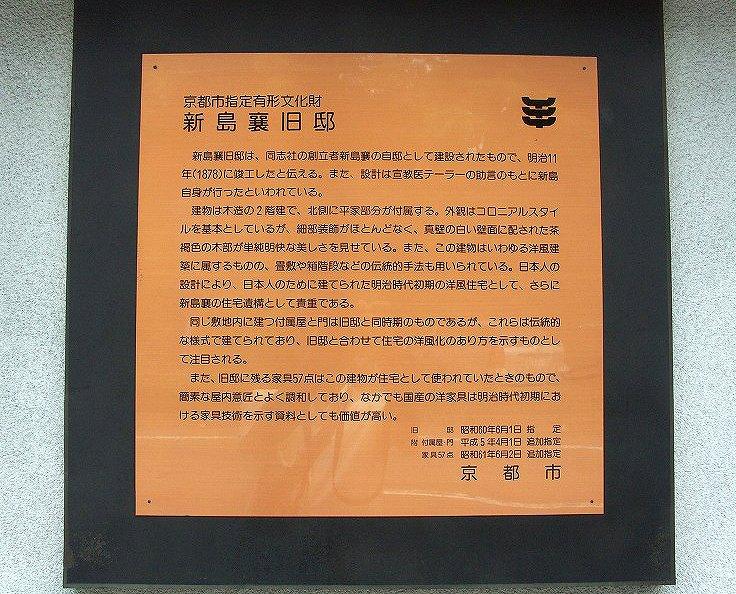 京都市指定有形文化財
新島襄旧邸
新島襄旧邸は、同志社の創立者新島襄の自邸として建設されたもので、明治11
年(1878)に竣工したと伝える。また、設計は宣教医テーラーの助言のもとに新島
自身が行ったといわれている。
建物は木造の2階建で、北側に平家部分が付属する。外観はコロニアルスタイ
ルを基本としているが、細部装飾がほとんどなく、真壁の白い壁面に配された茶
褐色の木部が単純明快な美しさを見せている。また、この建物はいわゆる洋風建
築に属するものの、畳敷や箱階段などの伝統的手法も用いられている。日本人の
設計により、日本人のために建てられた明治時代初期の洋風住宅として、さらに
新島襄の住宅遺構として貴重である。
同じ敷地内に建つ付属屋と門は旧邸と同時期のものであるが、これらは伝統的
な様式で建てられており、旧邸と合わせて住宅の洋風化のあり方を示すものとし
て注目される。
また、旧邸に残る家具57点はこの建物が住宅として使われていたときのもので、
簡素な屋内意匠とよく調和しており、なかでも国産の洋家具は明治時代初期にお
ける家具技術を示す資料としても価値が高い。
旧 邸 昭和60年6月1日 指 定
附 付属屋・門 平成5年4月1日 追加指定
家具57点 昭和61年6月2日 追加指定
京都市